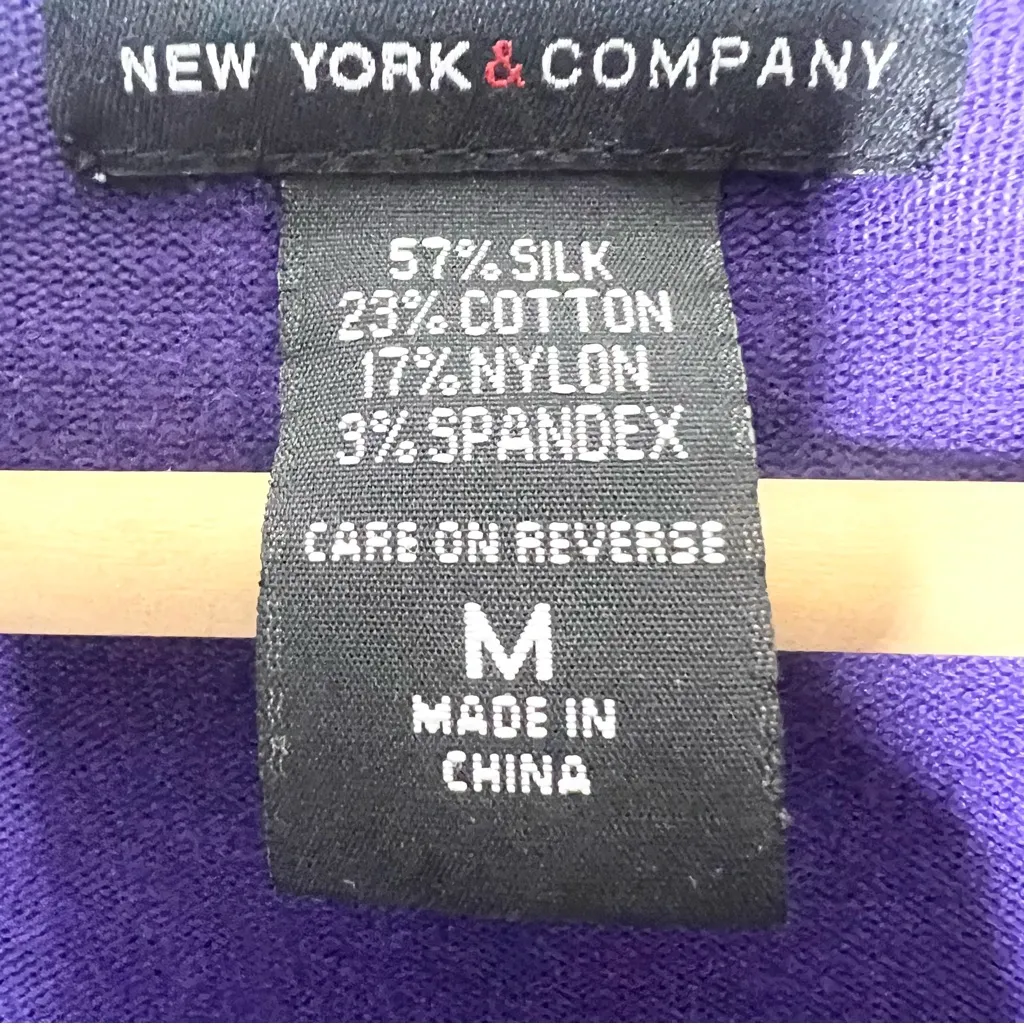 NEW YORK & COMPANY
57% SILK
23% COTTON
17% NYLON
3% SPANDEX
CARE ON REVERSE
M
MADE IN
CHINA